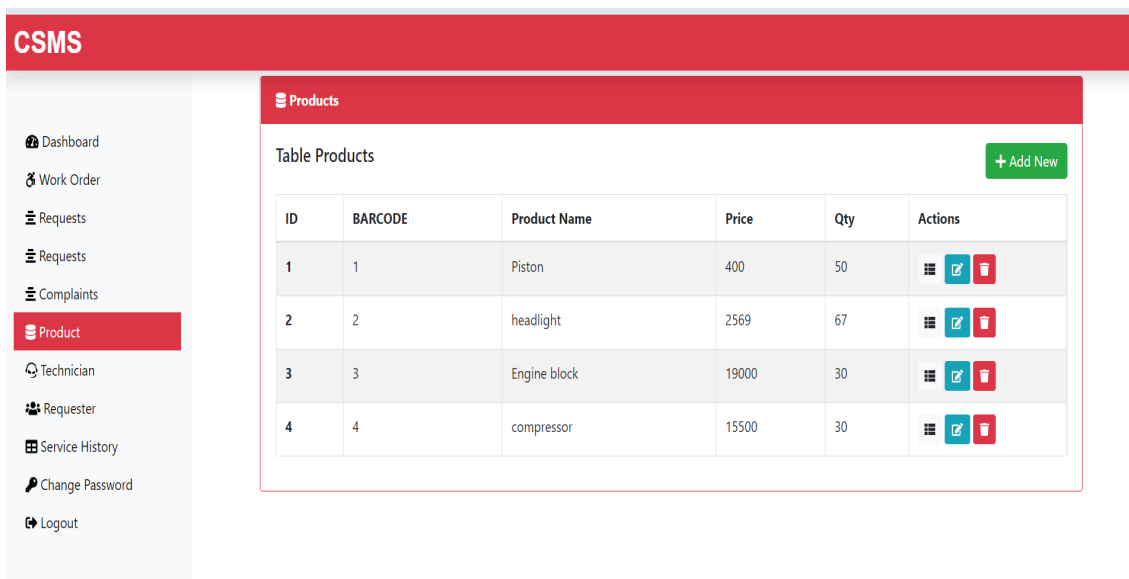 CSMS
Dashboard
Work Order
Requests
Requests
Complaints
Product
Technician
Requester
Service History
Change Password
Logout
Products
Table Products
+ Add New
ID BARCODE Product Name Price Qty Actions
1 1 Piston 400 50
2 2 headlight 2569 67
3 3 Engine block 19000 30
4 4 compressor 15500 30